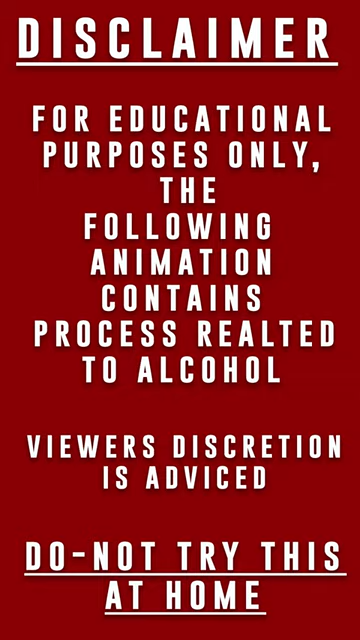 DISCLAIMER
FOR EDUCATIONAL
PURPOSES ONLY,
THE
FOLLOWING
ANIMATION
CONTAINS
PROCESS REALTED
TO ALCOHOL
VIEWERS DISCRETION
IS ADVICED
DO-NOT TRY THIS
AT HOME